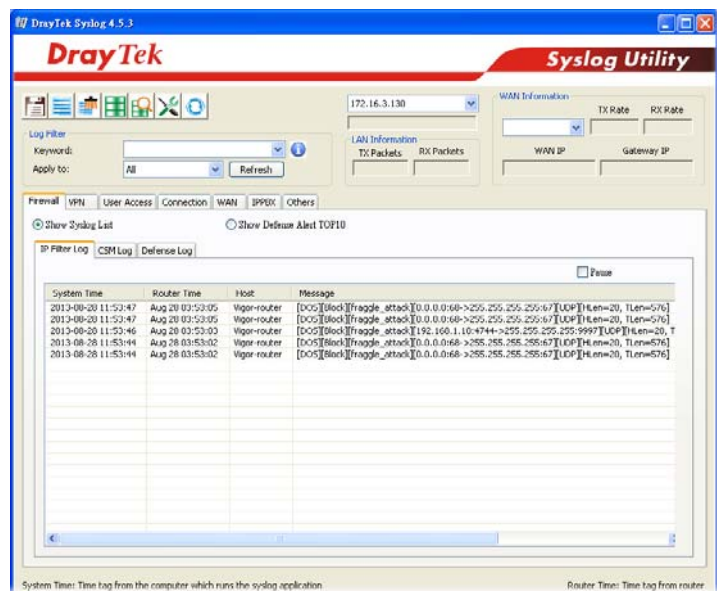 DrayTek Syslog 4.5.3
DrayTek
Syslog Utility
172.16.3.130
WAN Information
TX Rate RX Rate
Log Filter
Keyword:
LAN Information
TX Packets RX Packets
WAN IP Gateway IP
Apply to: All Refresh
Firewall VPN User Access Connection WAN IPPBX Others
Show Syslog List Show Defense Alert TOP10
IP Filter Log CSM Log Defense Log
Pause
System Time Router Time Host Message
2013-08-28 11:53:47 Aug 28 03:53:05 Vigor-router [DOS][Block][fraggle_attack][0.0.0.0:68->255.255.255.255:67][UDP][HLen=20, TLen=576]
2013-08-28 11:53:47 Aug 28 03:53:05 Vigor-router [DOS][Block][fraggle_attack][0.0.0.0:68->255.255.255.255:67][UDP][HLen=20, TLen=576]
2013-08-28 11:53:46 Aug 28 03:53:03 Vigor-router [DOS][Block][fraggle_attack][192.168.1.10:4744->255.255.255.255:9997][UDP][HLen=20, T
2013-08-28 11:53:44 Aug 28 03:53:02 Vigor-router [DOS][Block][fraggle_attack][0.0.0.0:68->255.255.255.255:67][UDP][HLen=20, TLen=576]
2013-08-28 11:53:44 Aug 28 03:53:02 Vigor-router [DOS][Block][fraggle_attack][0.0.0.0:68->255.255.255.255:67][UDP][HLen=20, TLen=576]
System Time: Time tag from the computer which runs the syslog application Router Time: Time tag from router